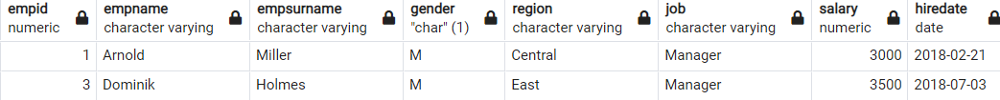 empid empname empsurname gender region job salary hiredate
numeric character varying character varying "char" (1) character varying character varying numeric date
1 Arnold Miller M Central Manager 3000 2018-02-21
3 Dominik Holmes M East Manager 3500 2018-07-03